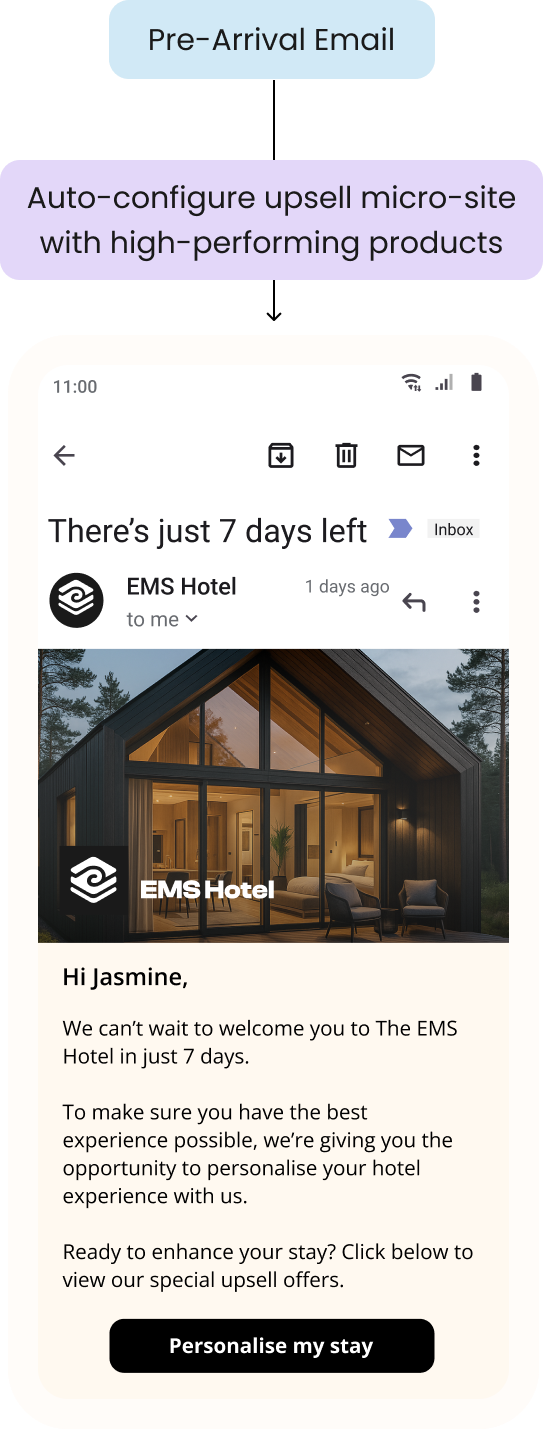 Pre-Arrival Email
Auto-configure upsell micro-site
with high-performing products
11:00
There’s just 7 days left
Inbox
EMS Hotel
1 days ago
to me
EMS Hotel
Hi Jasmine,
We can’t wait to welcome you to The EMS
Hotel in just 7 days.
To make sure you have the best
experience possible, we’re giving you the
opportunity to personalise your hotel
experience with us.
Ready to enhance your stay? Click below to
view our special upsell offers.
Personalise my stay